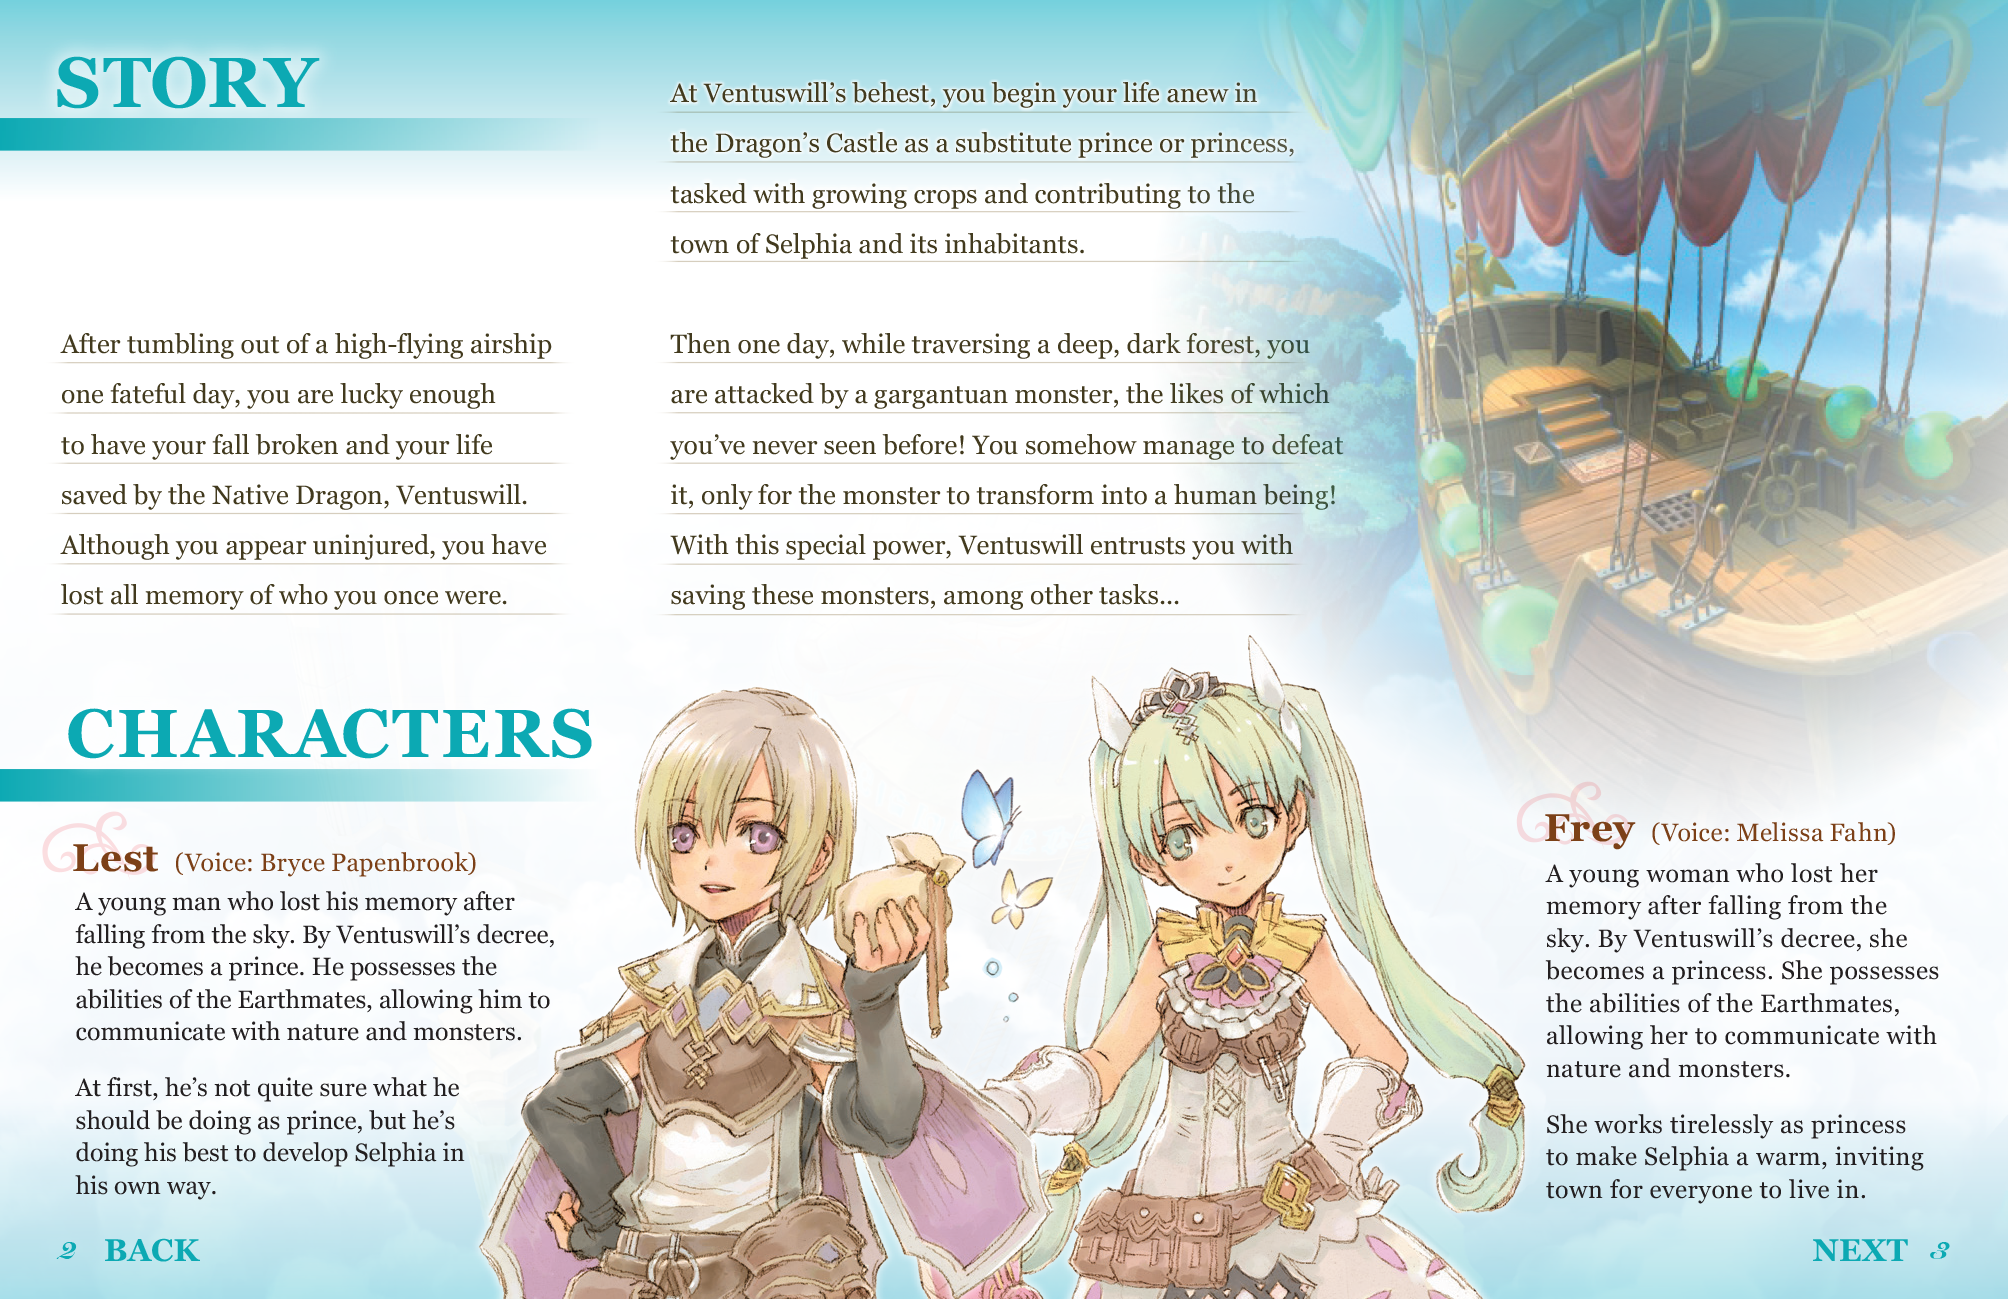 STORY
After tumbling out of a high-flying airship
one fateful day, you are lucky enough
to have your fall broken and your life
saved by the Native Dragon, Ventuswill.
Although you appear uninjured, you have
lost all memory of who you once were.
At Ventuswill’s behest, you begin your life anew in
the Dragon’s Castle as a substitute prince or princess,
tasked with growing crops and contributing to the
town of Selphia and its inhabitants.
Then one day, while traversing a deep, dark forest, you
are attacked by a gargantuan monster, the likes of which
you’ve never seen before! You somehow manage to defeat
it, only for the monster to transform into a human being!
With this special power, Ventuswill entrusts you with
saving these monsters, among other tasks...
CHARACTERS
Lest (Voice: Bryce Papenbrook)
A young man who lost his memory after
falling from the sky. By Ventuswill’s decree,
he becomes a prince. He possesses the
abilities of the Earthmates, allowing him to
communicate with nature and monsters.
At first, he’s not quite sure what he
should be doing as prince, but he’s
doing his best to develop Selphia in
his own way.
Frey (Voice: Melissa Fahn)
A young woman who lost her
memory after falling from the
sky. By Ventuswill’s decree, she
becomes a princess. She possesses
the abilities of the Earthmates,
allowing her to communicate with
nature and monsters.
She works tirelessly as princess
to make Selphia a warm, inviting
town for everyone to live in.
2 BACK
NEXT 3